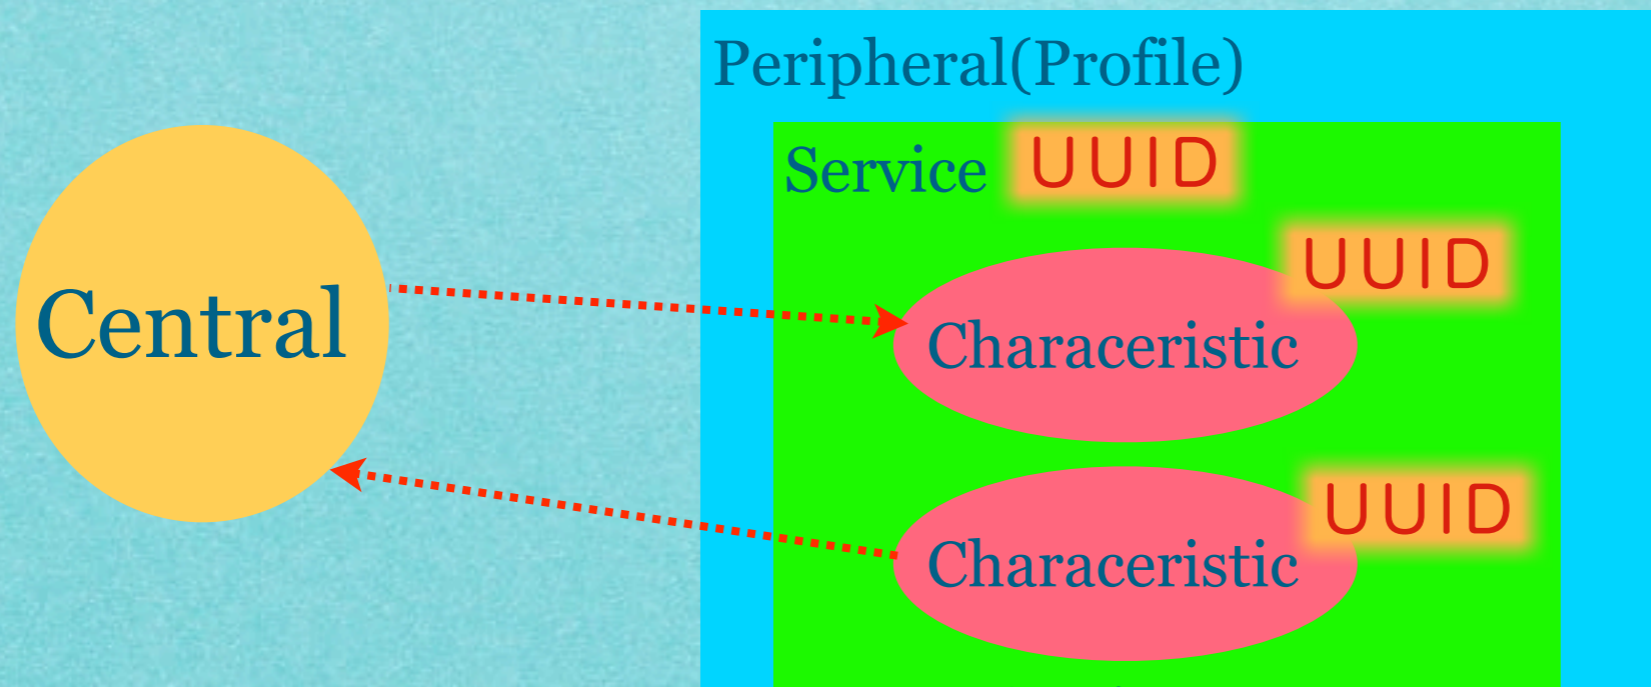 Peripheral(Profile)
Service UUID
UUID
Central
Characeristic
UUID
Characeristic